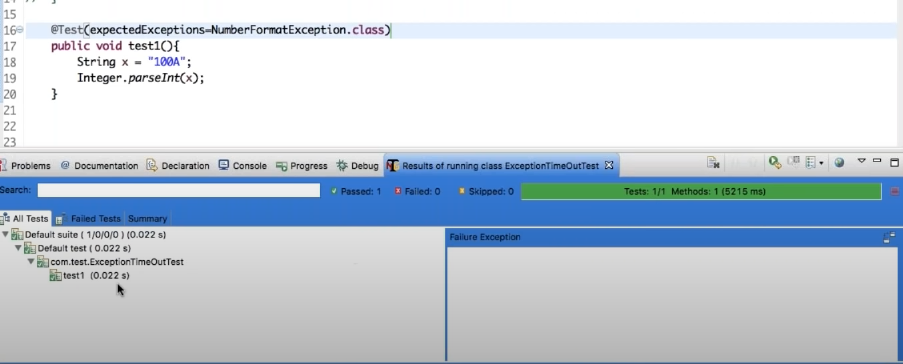 14
// }
15
16 @Test(expectedExceptions=NumberFormatException.class)
17 public void test1(){
18 String x = "100A";
19 Integer.parseInt(x);
20 }
21
22
23
Problems @ Documentation Declaration Console Progress Debug Results of running class ExceptionTimeOutTest
Search: Passed: 1 Failed: 0 Skipped: 0 Tests: 1/1 Methods: 1 (5215 ms)
All Tests Failed Tests Summary
Default suite ( 1/0/0/0 ) (0.022 s)
Failure Exception
Default test ( 0.022 s)
com.test.ExceptionTimeOutTest
test1 (0.022 s)